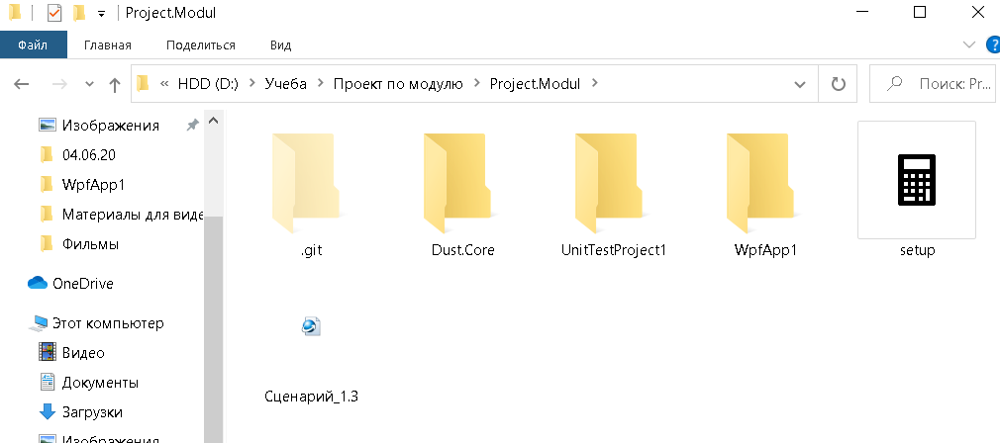 Project.Modul
Файл Главная Поделиться Вид
?
« HDD (D:) > Учеба > Проект по модулю > Project.Modul >
Поиск: Pr...
Изображения
04.06.20
WpfApp1
Материалы для виде
Фильмы
OneDrive
Этот компьютер
Видео
Документы
Загрузки
Изображения
.git
Dust.Core
UnitTestProject1
WpfApp1
setup
Сценарий_1.3